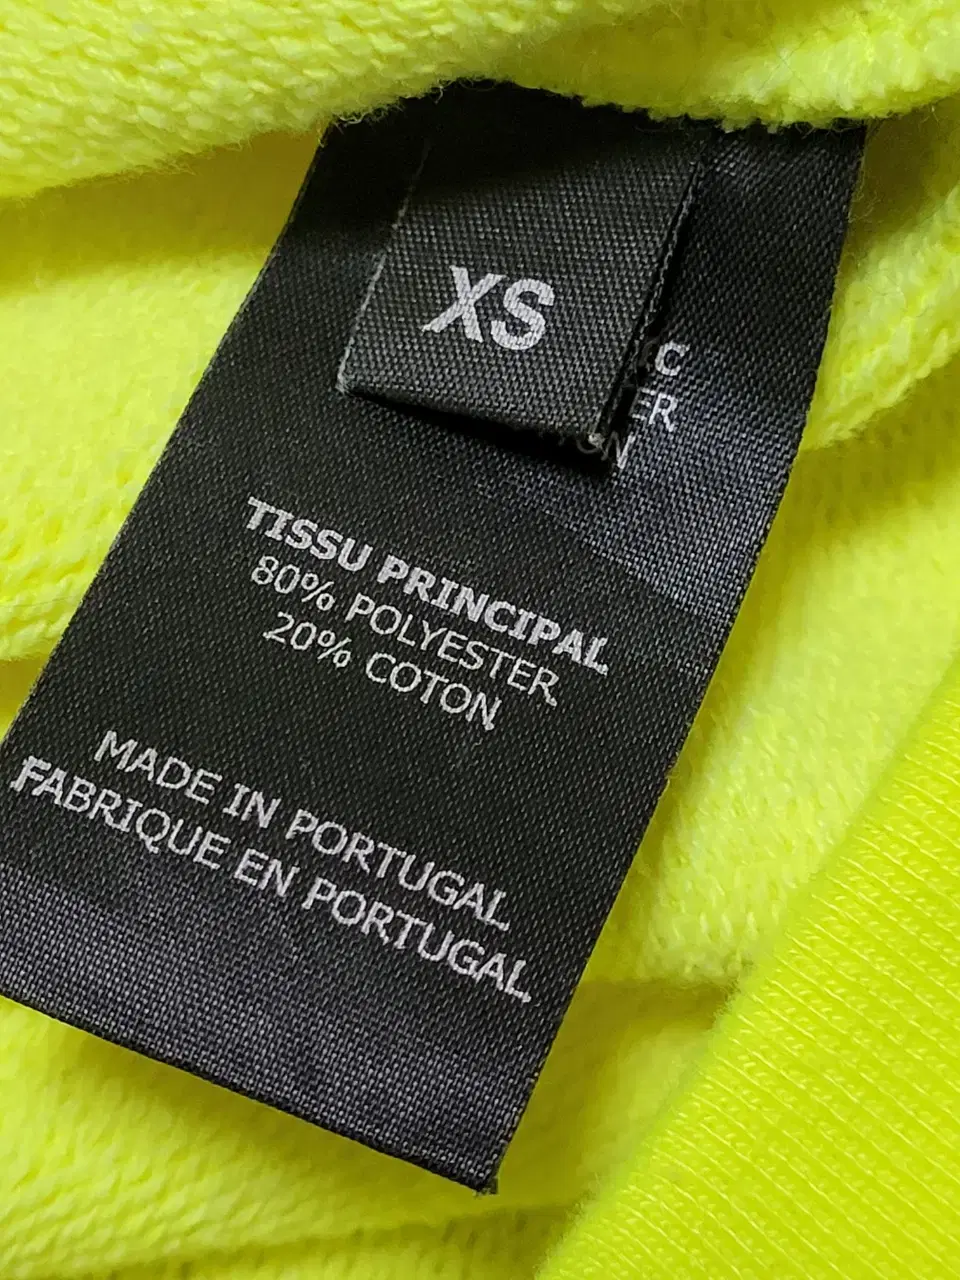 XS
TISSU PRINCIPAL
80% POLYESTER
20% COTON
MADE IN PORTUGAL
FABRIQUE EN PORTUGAL